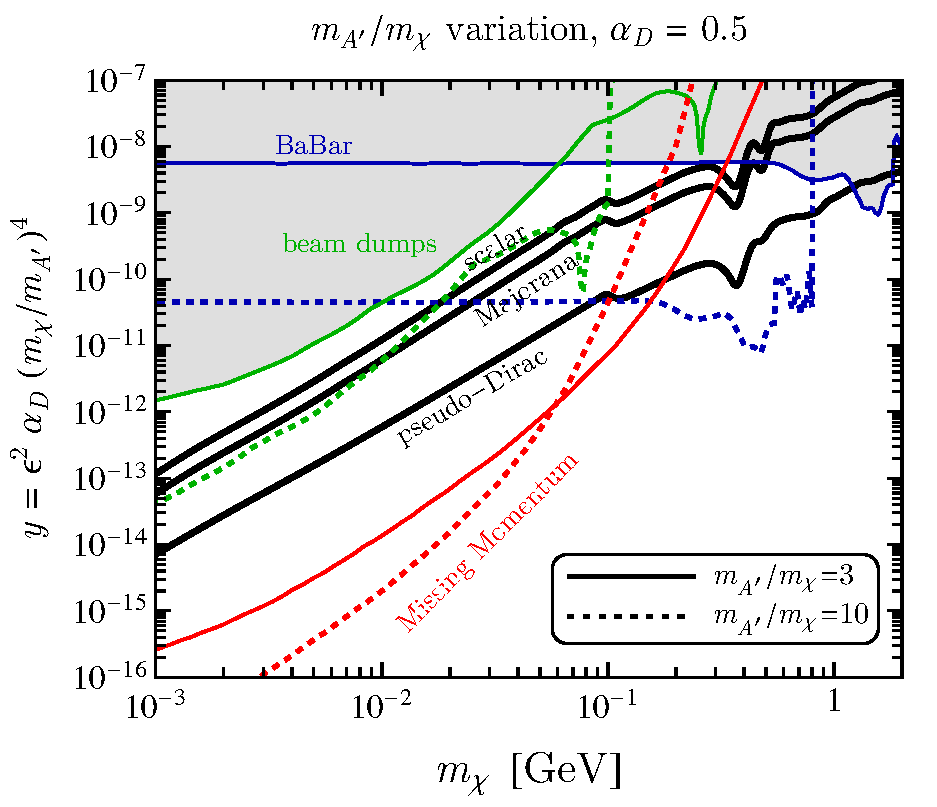 m_{A′}/m_χ variation, α_D = 0.5
y = ϵ² α_D (m_χ/m_{A′})⁴
10⁻⁷
10⁻⁸
10⁻⁹
10⁻¹⁰
10⁻¹¹
10⁻¹²
10⁻¹³
10⁻¹⁴
10⁻¹⁵
10⁻¹⁶
BaBar
beam dumps
scalar
Majorana
pseudo−Dirac
Missing Momentum
m_{A′}/m_χ=3
m_{A′}/m_χ=10
10⁻³ 10⁻² 10⁻¹ 1
m_χ [GeV]